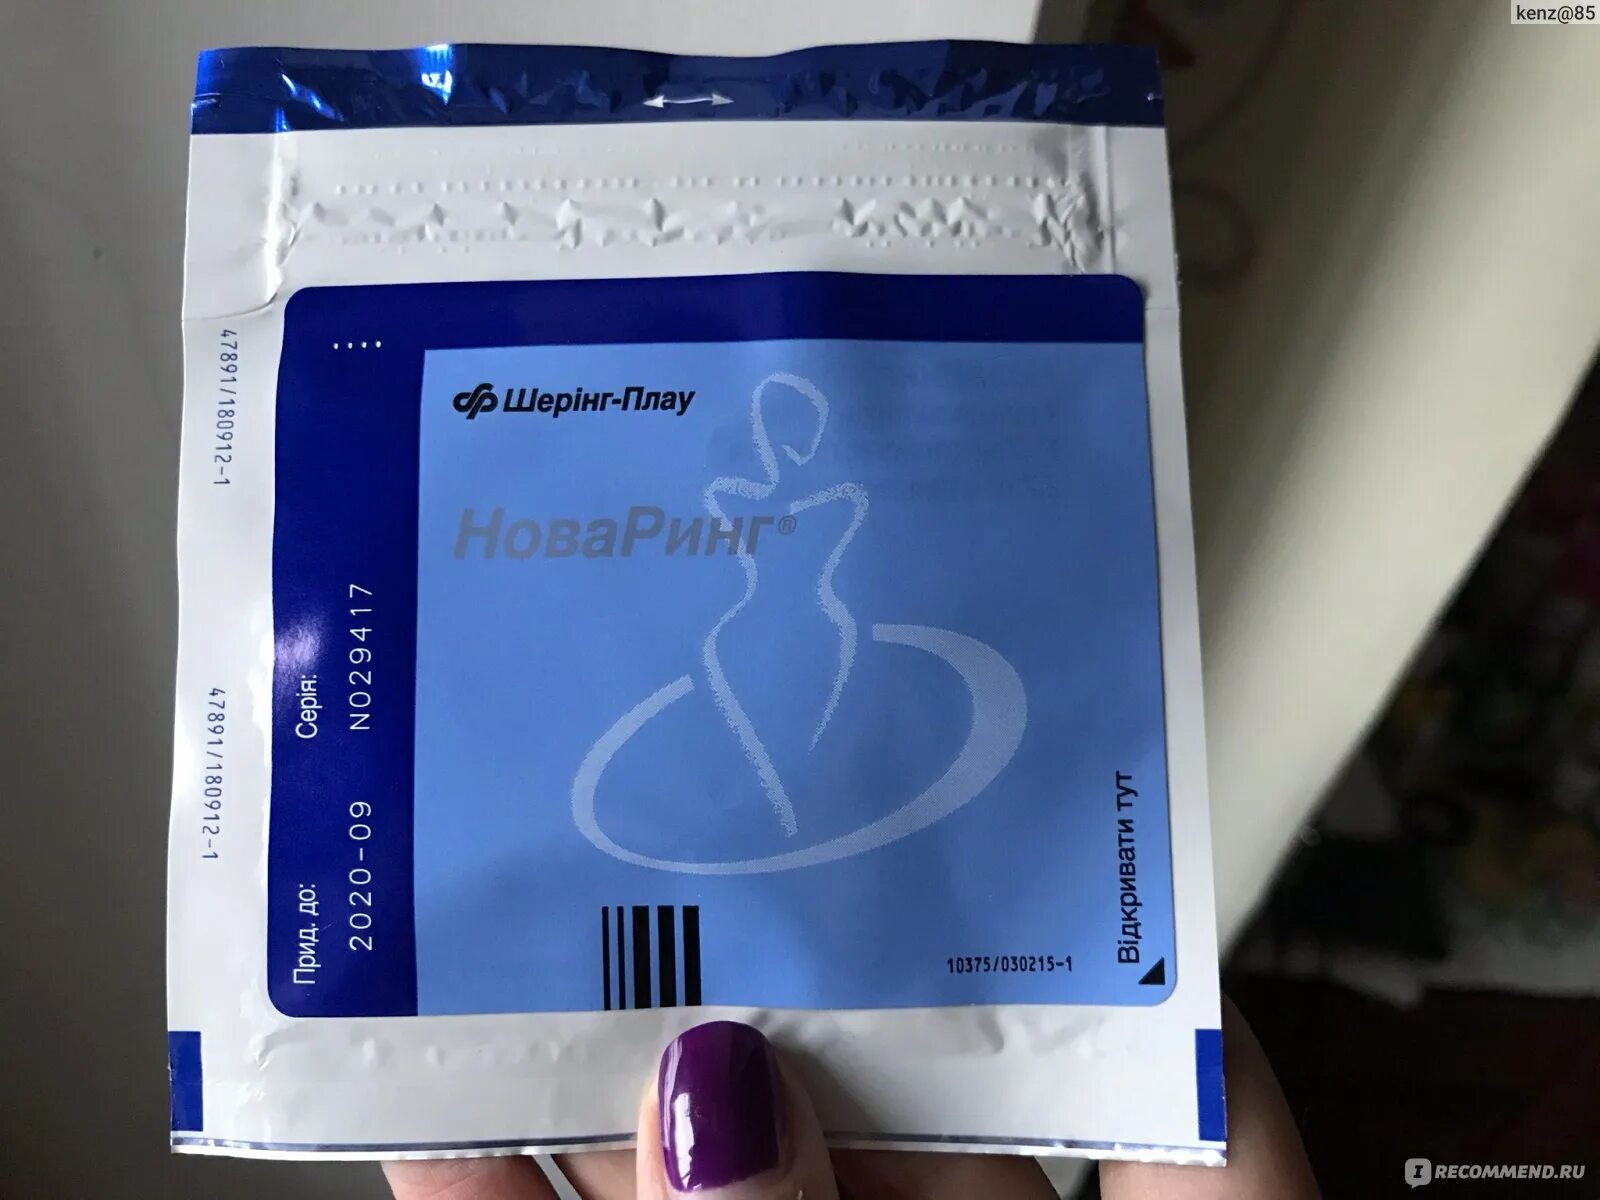 kenz@85
Шерінг-Плау
НоваРинг®
Серія:
N029417
Прид. до:
2020-09
47891/180912-1
47891/180912-1
10375/030215-1
Відкривати тут
IRECOMMEND.RU